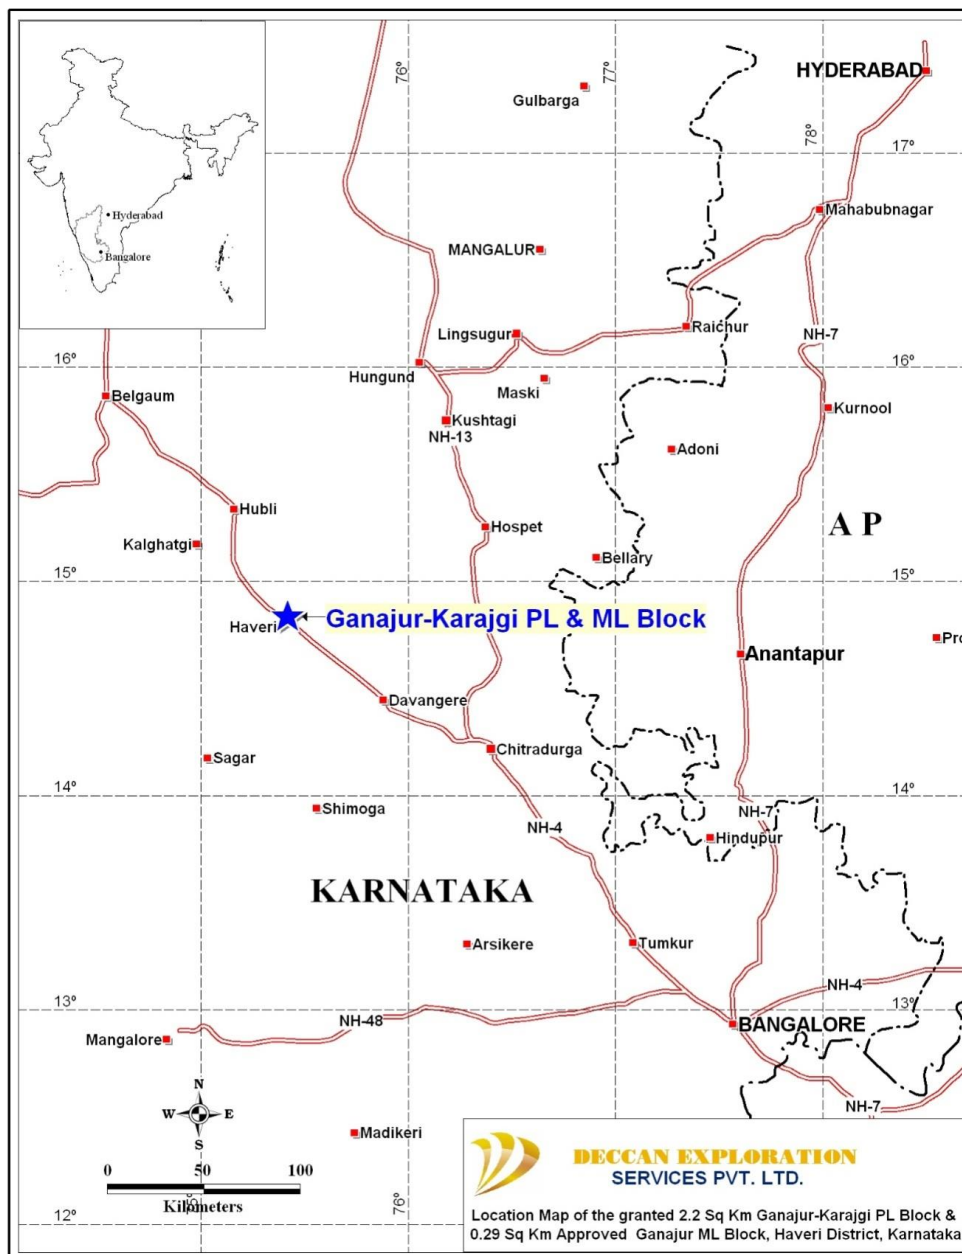 76°
77°
HYDERABAD
Gulbarga
78°
17°
Mahabubnagar
Hyderabad
Bangalore
MANGALUR
Raichur
Lingsugur
NH-7
16°
16°
Hungund
Maski
Belgaum
Kurnool
Kushtagi
NH-13
Adoni
Hubli
A P
Hospet
Kalghatgi
Bellary
15°
15°
Haveri
Ganajur-Karajgi PL & ML Block
Pro
Anantapur
Davangere
Chitradurga
Sagar
14°
14°
Shimoga
NH-7
NH-4
Hindupur
KARNATAKA
Arsikere
Tumkur
NH-4
13°
13°
NH-48
BANGALORE
Mangalore
N
W E
S
NH-7
Madikeri
0 50 100
Kilometers
75°
76°
12°
DECCAN EXPLORATION
SERVICES PVT. LTD.
Location Map of the granted 2.2 Sq Km Ganajur-Karajgi PL Block &
0.29 Sq Km Approved Ganajur ML Block, Haveri District, Karnataka